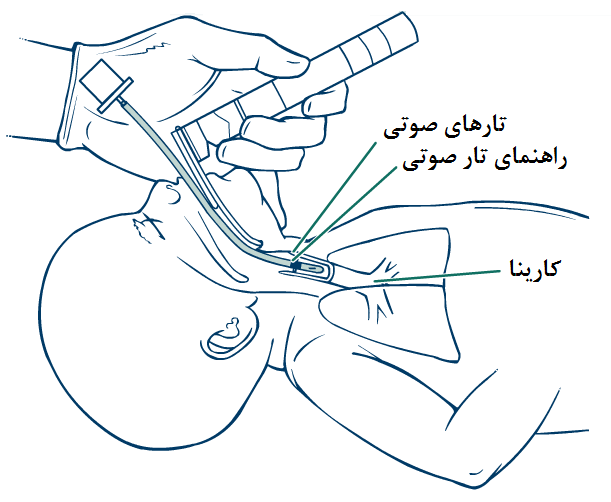 تارهای صوتی
راهنمای تار صوتی
کارینا